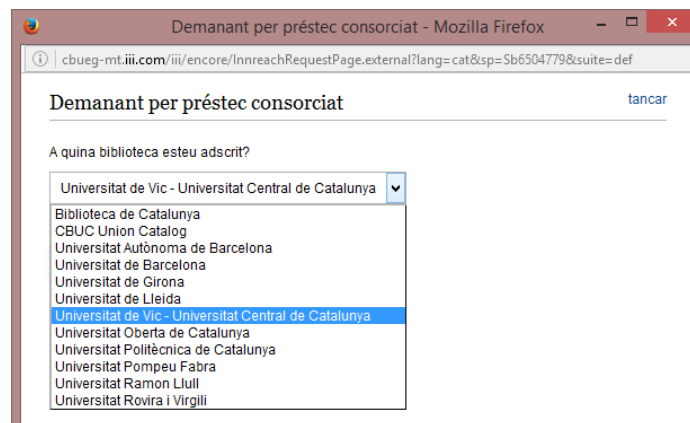 Demanant per préstec consorciat - Mozilla Firefox
cbueg-mt.iii.com/iii/encore/InnreachRequestPage.external?lang=cat&sp=Sb6504779&suite=def
Demanant per préstec consorciat
tancar
A quina biblioteca esteu adscrit?
Universitat de Vic - Universitat Central de Catalunya
Biblioteca de Catalunya
CBUC Union Catalog
Universitat Autònoma de Barcelona
Universitat de Barcelona
Universitat de Girona
Universitat de Lleida
Universitat de Vic - Universitat Central de Catalunya
Universitat Oberta de Catalunya
Universitat Politècnica de Catalunya
Universitat Pompeu Fabra
Universitat Ramon Llull
Universitat Rovira i Virgili